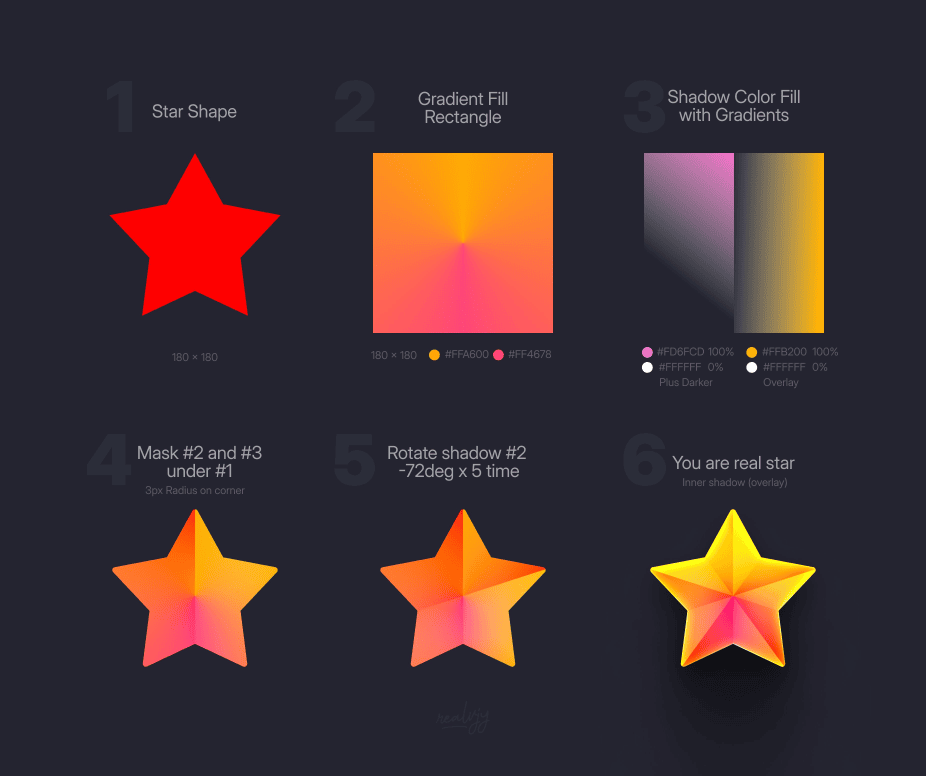 1
Star Shape
180 × 180
2
Gradient Fill
Rectangle
180 × 180 #FFA600 #FF4678
3
Shadow Color Fill
with Gradients
#FD6FCD 100%
#FFFFFF 0%
Plus Darker
#FFB200 100%
#FFFFFF 0%
Overlay
4
Mask #2 and #3
under #1
3px Radius on corner
5
Rotate shadow #2
-72deg x 5 time
6
You are real star
Inner shadow (overlay)